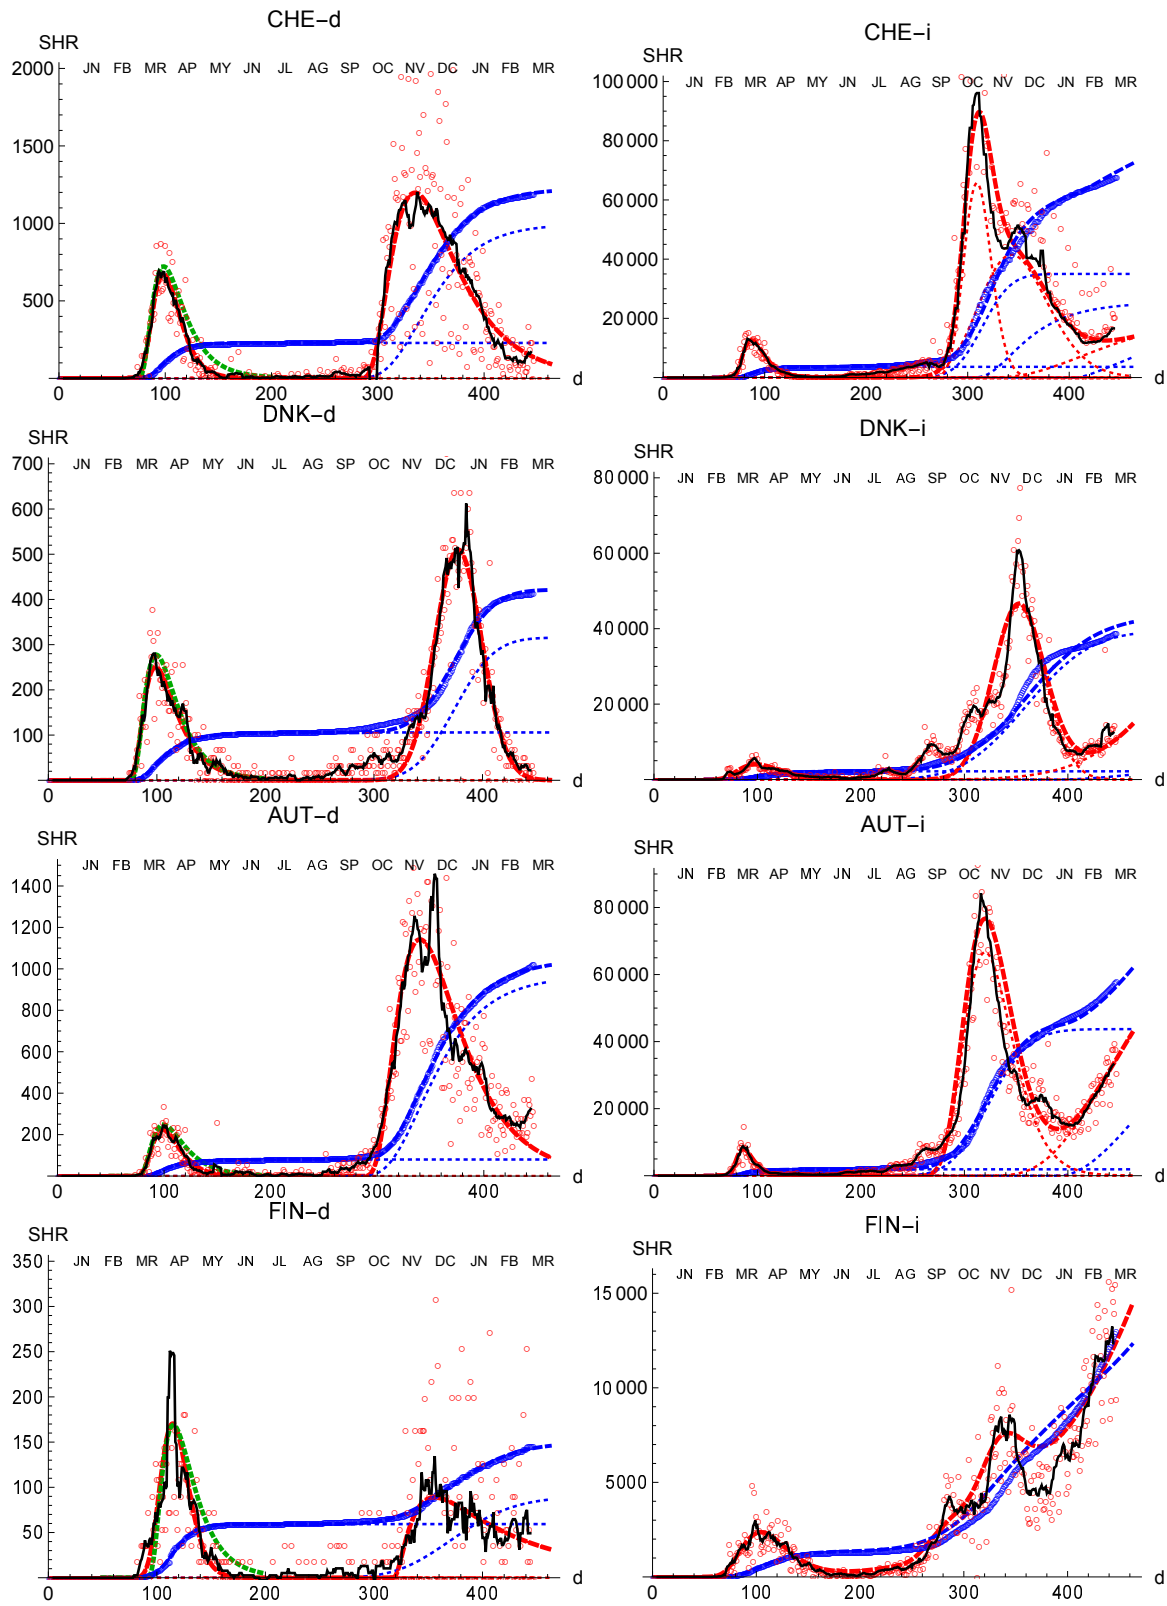 CHE-d
SHR
JN FB MR AP MY JN JL AG SP OC NV DC JN FB MR
2000
1500
1000
500
0 100 200 300 400 d
CHE-i
SHR
JN FB MR AP MY JN JL AG SP OC NV DC JN FB MR
100 000
80 000
60 000
40 000
20 000
0
0 100 200 300 400 d
DNK-d
SHR
JN FB MR AP MY JN JL AG SP OC NV DC JN FB MR
700
600
500
400
300
200
100
0
0 100 200 300 400 d
DNK-i
SHR
JN FB MR AP MY JN JL AG SP OC NV DC JN FB MR
80 000
60 000
40 000
20 000
0
0 100 200 300 400 d
AUT-d
SHR
JN FB MR AP MY JN JL AG SP OC NV DC JN FB MR
1400
1200
1000
800
600
400
200
0
0 100 200 300 400 d
AUT-i
SHR
JN FB MR AP MY JN JL AG SP OC NV DC JN FB MR
80 000
60 000
40 000
20 000
0
0 100 200 300 400 d
FIN-d
SHR
JN FB MR AP MY JN JL AG SP OC NV DC JN FB MR
350
300
250
200
150
100
50
0
0 100 200 300 400 d
FIN-i
SHR
JN FB MR AP MY JN JL AG SP OC NV DC JN FB MR
15 000
10 000
5000
0
0 100 200 300 400 d